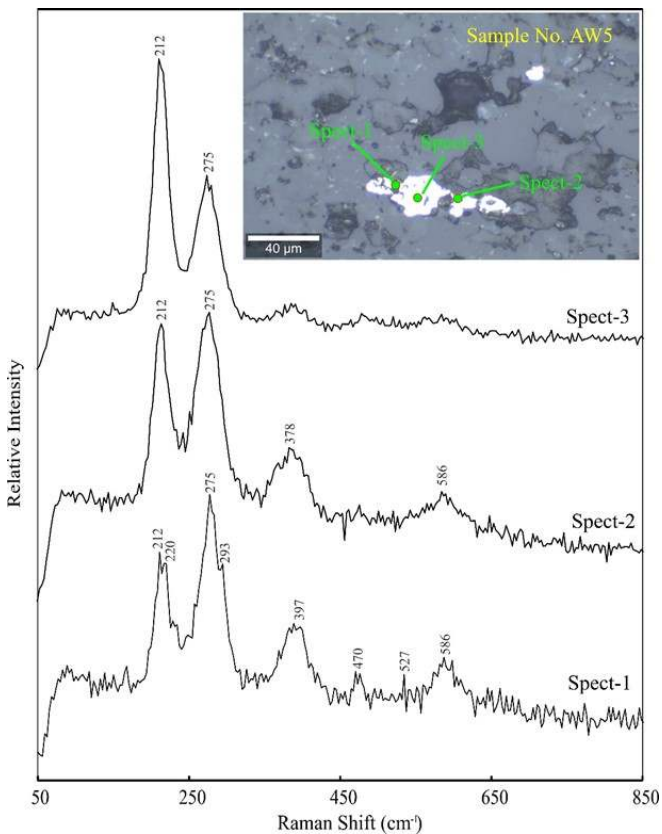 Sample No. AW5
Spect-1
Spect-3
Spect-2
40 µm
212
275
Spect-3
212
275
378
586
Spect-2
212
220
275
293
397
470
527
586
Spect-1
Relative Intensity
50
250
450
650
850
Raman Shift (cm⁻¹)